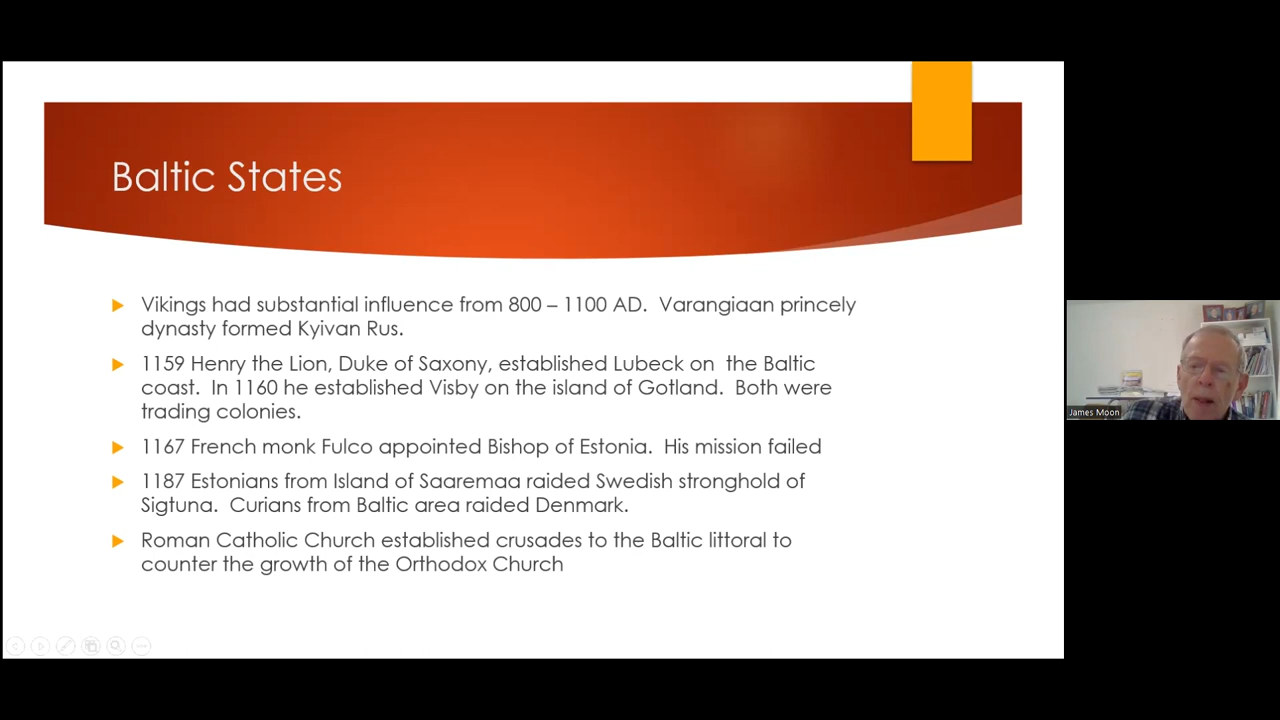 Baltic States
Vikings had substantial influence from 800 – 1100 AD.  Varangiaan princely
dynasty formed Kyivan Rus.
1159 Henry the Lion, Duke of Saxony, established Lubeck on  the Baltic
coast.  In 1160 he established Visby on the island of Gotland.  Both were
trading colonies.
1167 French monk Fulco appointed Bishop of Estonia.  His mission failed
1187 Estonians from Island of Saaremaa raided Swedish stronghold of
Sigtuna.  Curians from Baltic area raided Denmark.
Roman Catholic Church established crusades to the Baltic littoral to
counter the growth of the Orthodox Church
James Moon